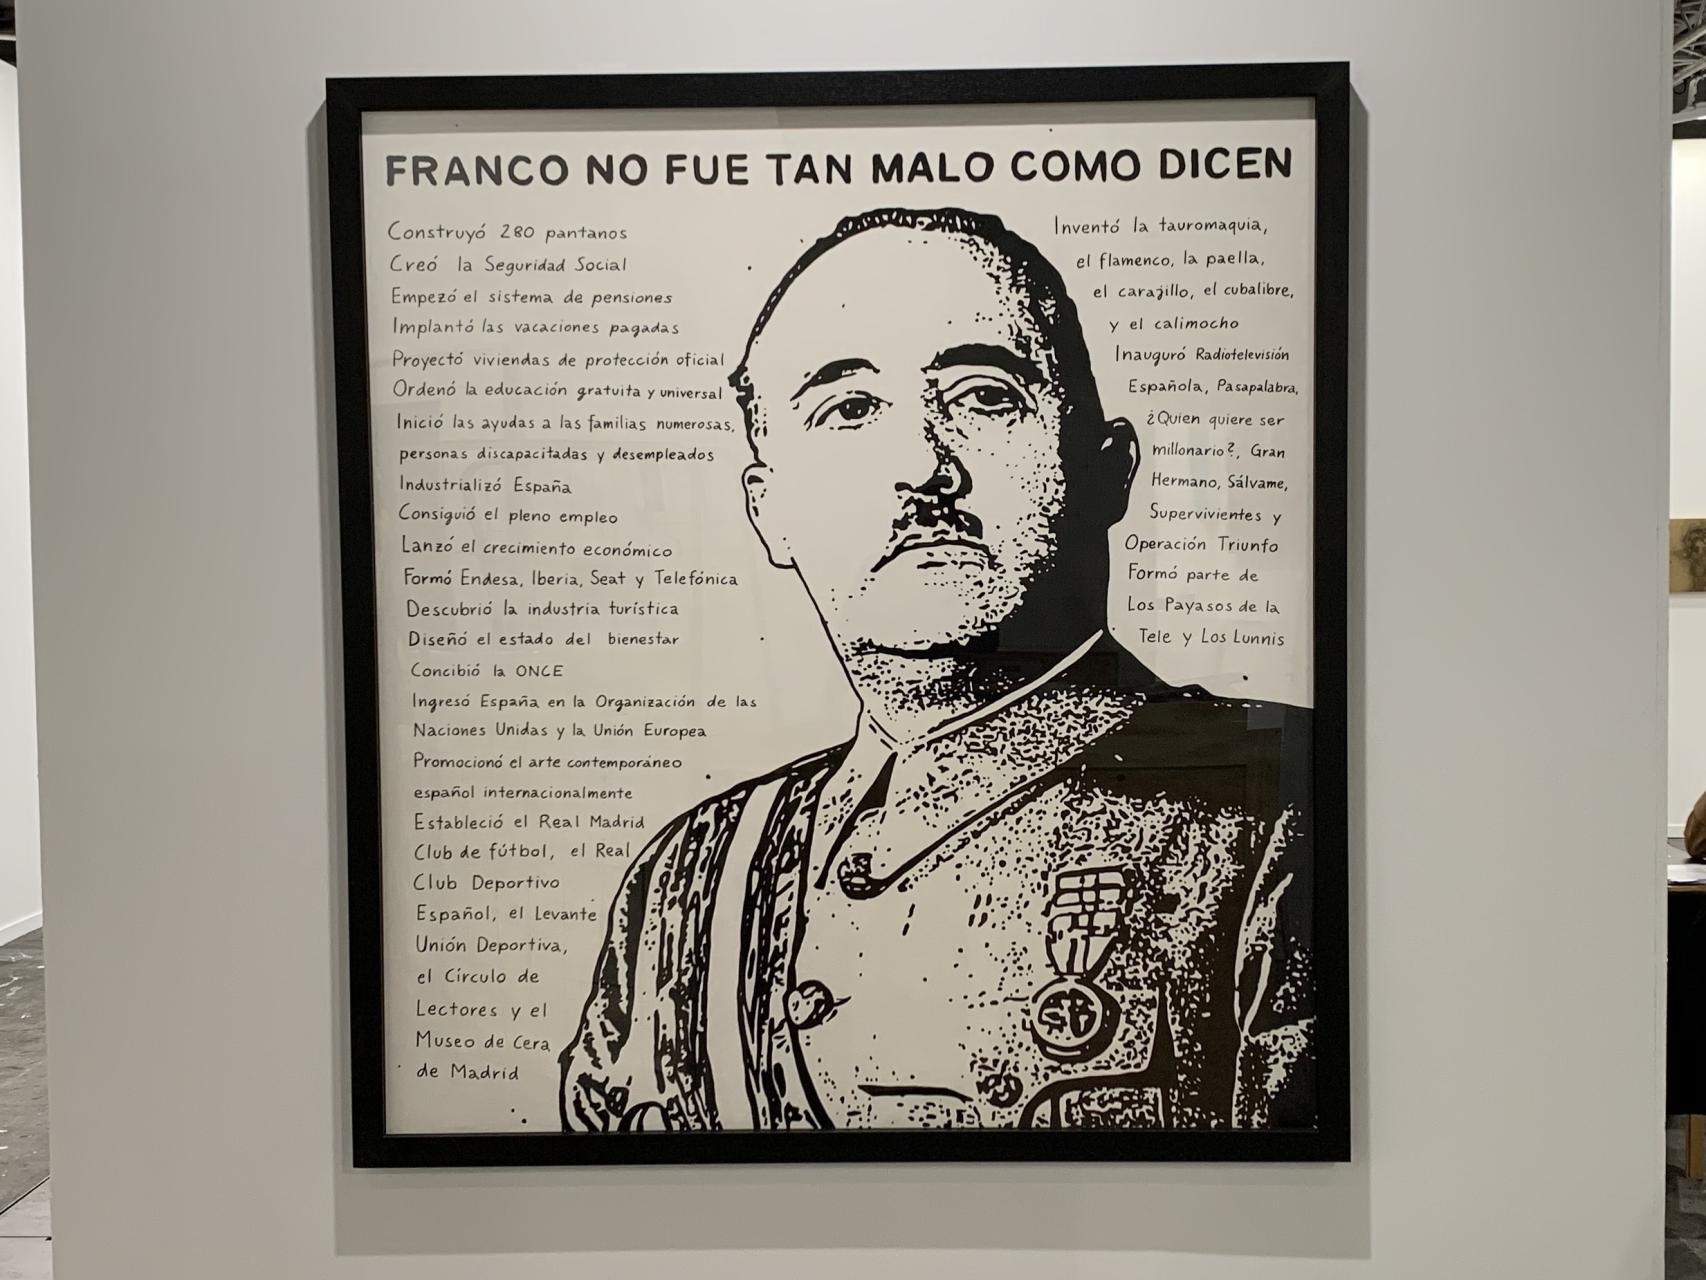 FRANCO NO FUE TAN MALO COMO DICEN
Construyó 280 pantanos
Creó la Seguridad Social
Empezó el sistema de pensiones
Implantó las vacaciones pagadas
Proyectó viviendas de protección oficial
Ordenó la educación gratuita y universal
Inició las ayudas a las familias numerosas,
personas discapacitadas y desempleados
Industrializó España
Consiguió el pleno empleo
Lanzó el crecimiento económico
Formó Endesa, Iberia, Seat y Telefónica
Descubrió la industria turística
Diseñó el estado del bienestar
Concibió la ONCE
Ingresó España en la Organización de las
Naciones Unidas y la Unión Europea
Promocionó el arte contemporáneo
español internacionalmente
Estableció el Real Madrid
Club de fútbol, el Real
Club Deportivo
Español, el Levante
Unión Deportiva,
el Círculo de
Lectores y el
Museo de Cera
de Madrid
Inventó la tauromaquia,
el flamenco, la paella,
el carajillo, el cubalibre,
y el calimocho
Inauguró Radiotelevisión
Española, Pasapalabra,
¿Quien quiere ser
millonario?, Gran
Hermano, Sálvame,
Supervivientes y
Operación Triunfo
Formó parte de
Los Payasos de la
Tele y Los Lunnis